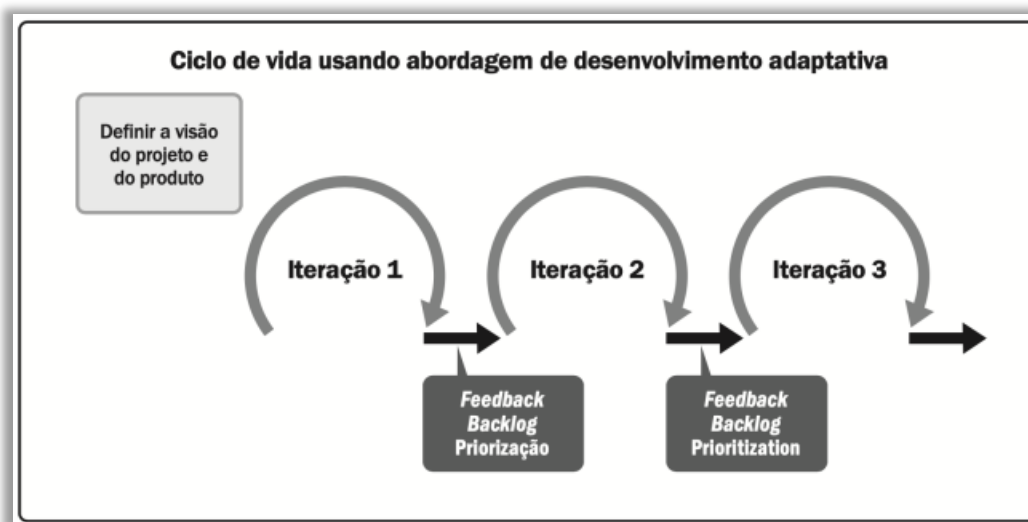 Ciclo de vida usando abordagem de desenvolvimento adaptativa
Definir a visão
do projeto e
do produto
Iteração 1
Iteração 2
Iteração 3
Feedback
Backlog
Priorização
Feedback
Backlog
Prioritization